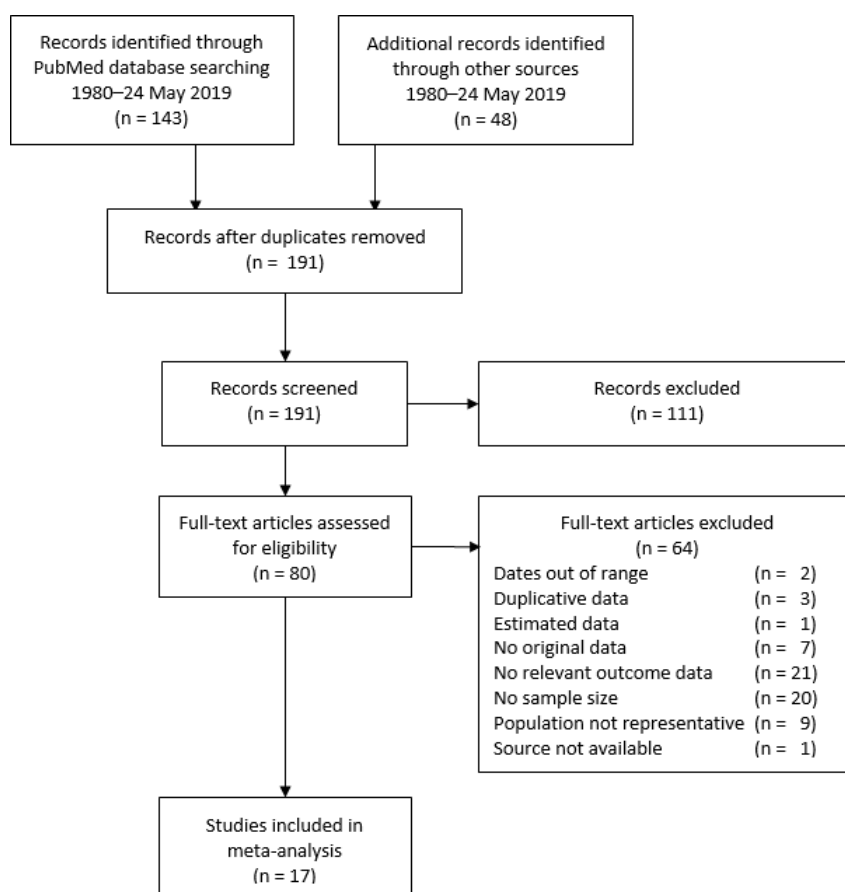 Records identified through
PubMed database searching
1980–24 May 2019
(n = 143)
Additional records identified
through other sources
1980–24 May 2019
(n = 48)
Records after duplicates removed
(n = 191)
Records screened
(n = 191)
Records excluded
(n = 111)
Full-text articles assessed
for eligibility
(n = 80)
Full-text articles excluded
(n = 64)
Dates out of range (n = 2)
Duplicative data (n = 3)
Estimated data (n = 1)
No original data (n = 7)
No relevant outcome data (n = 21)
No sample size (n = 20)
Population not representative (n = 9)
Source not available (n = 1)
Studies included in
meta-analysis
(n = 17)